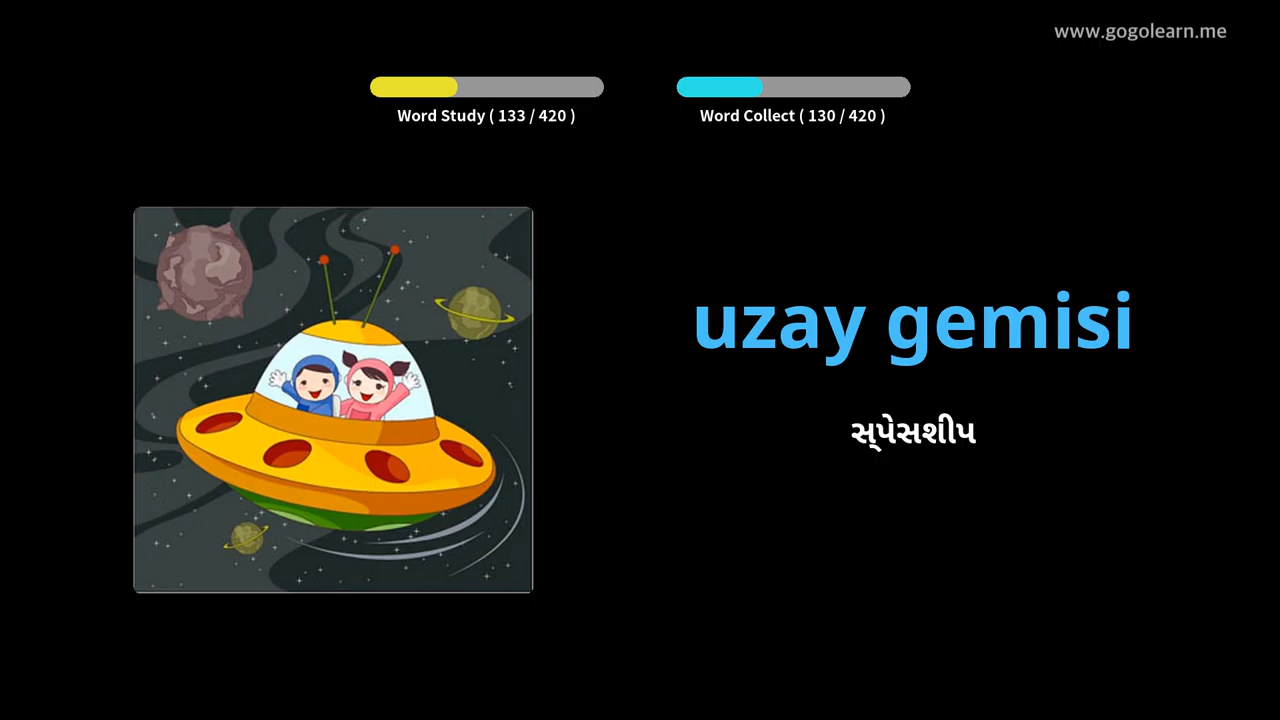 www.gogolearn.me
Word Study ( 133 / 420 )
Word Collect ( 130 / 420 )
uzay gemisi
સ્પેસશીપ